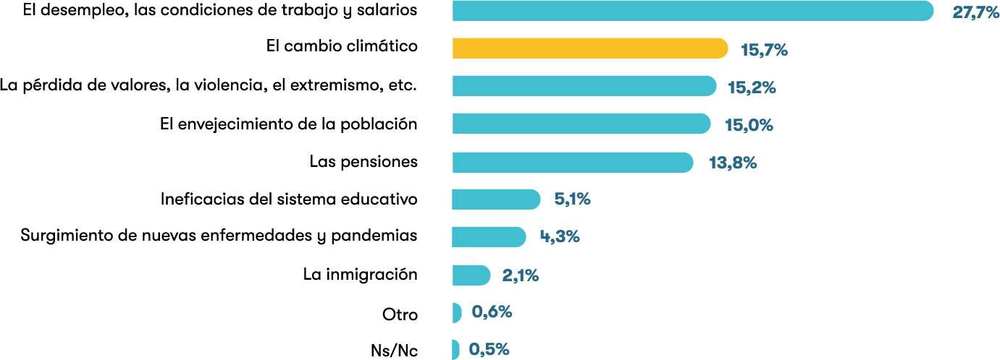 El desempleo, las condiciones de trabajo y salarios 27,7%
El cambio climático 15,7%
La pérdida de valores, la violencia, el extremismo, etc. 15,2%
El envejecimiento de la población 15,0%
Las pensiones 13,8%
Ineficacias del sistema educativo 5,1%
Surgimiento de nuevas enfermedades y pandemias 4,3%
La inmigración 2,1%
Otro 0,6%
Ns/Nc 0,5%